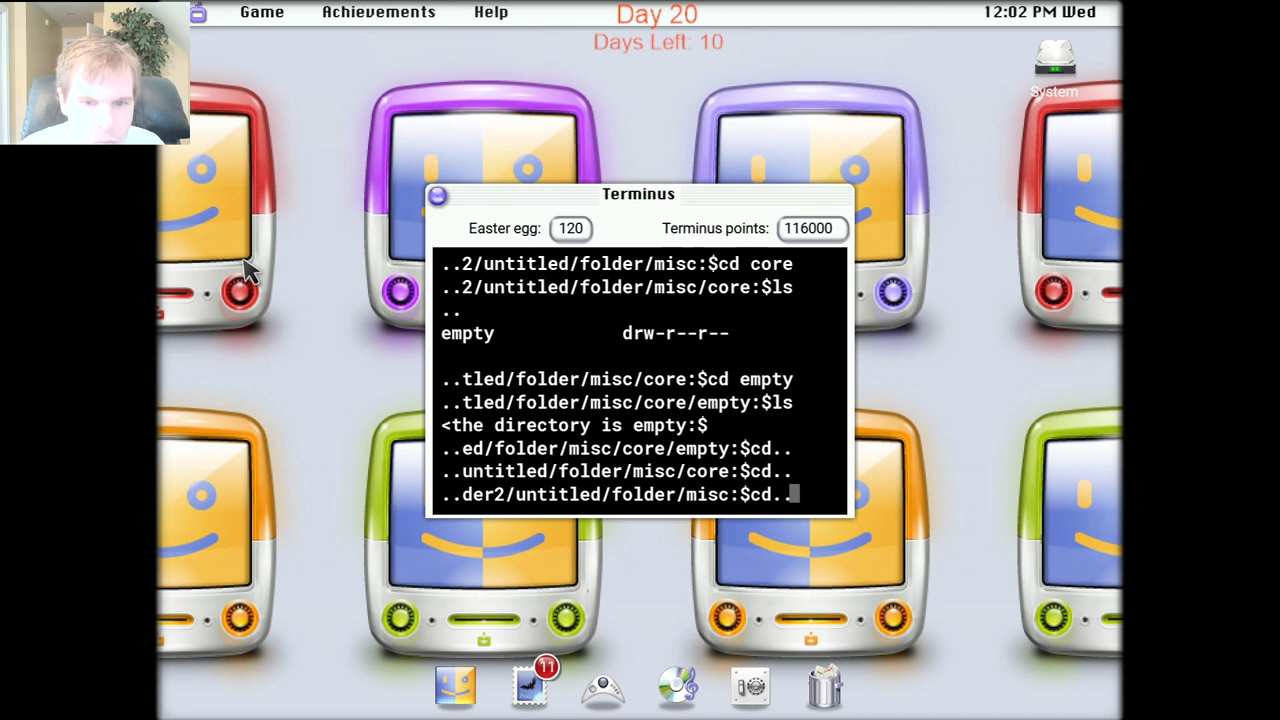 Game Achievements Help Day 20 12:02 PM Wed
Days Left: 10
System
Terminus
Easter egg: 120 Terminus points: 116000
..2/untitled/folder/misc:$cd core
..2/untitled/folder/misc/core:$ls
..
empty drw-r--r--
..tled/folder/misc/core:$cd empty
..tled/folder/misc/core/empty:$ls
<the directory is empty:$
..ed/folder/misc/core/empty:$cd..
..untitled/folder/misc/core:$cd..
..der2/untitled/folder/misc:$cd..
11